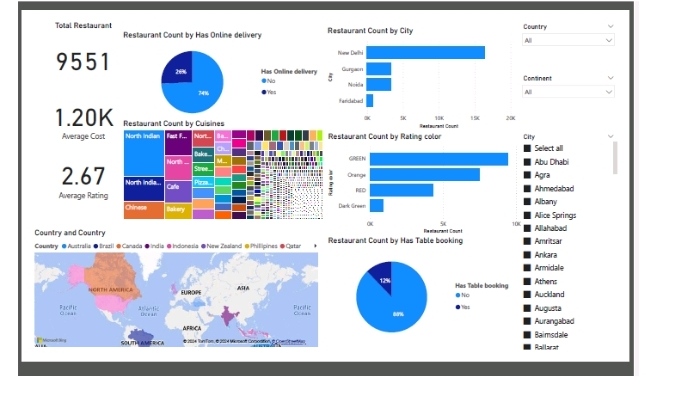 Total Restaurant
9551
1.20K
Average Cost
2.67
Average Rating
Restaurant Count by Has Online delivery
26%
74%
Has Online delivery
No
Yes
Restaurant Count by City
New Delhi
Gurgaon
Noida
Faridabad
City
0K
5K
10K
15K
20K
Restaurant Count
Country
All
Continent
All
Restaurant Count by Cuisines
North Indian
Fast F...
Nort...
Ba...
Ch...
North ...
Bake...
M...
Stree...
North India...
Cafe
Pizza...
Chinese
Bakery
Restaurant Count by Rating color
GREEN
Orange
RED
Dark Green
Rating color
0K
5K
10K
Restaurant Count
City
Select all
Abu Dhabi
Agra
Ahmedabad
Albany
Alice Springs
Allahabad
Amritsar
Ankara
Armidale
Athens
Auckland
Augusta
Aurangabad
Bairnsdale
Ballarat
Country and Country
Country Australia Brazil Canada India Indonesia New Zealand Phillipines Qatar
NORTH AMERICA
EUROPE
ASIA
Pacific
Ocean
Atlantic
Ocean
Pacific
Ocean
AFRICA
SOUTH AMERICA
Microsoft Bing
© 2024 TomTom, © 2024 Microsoft Corporation, © OpenStreetMap
Restaurant Count by Has Table booking
12%
88%
Has Table booking
No
Yes